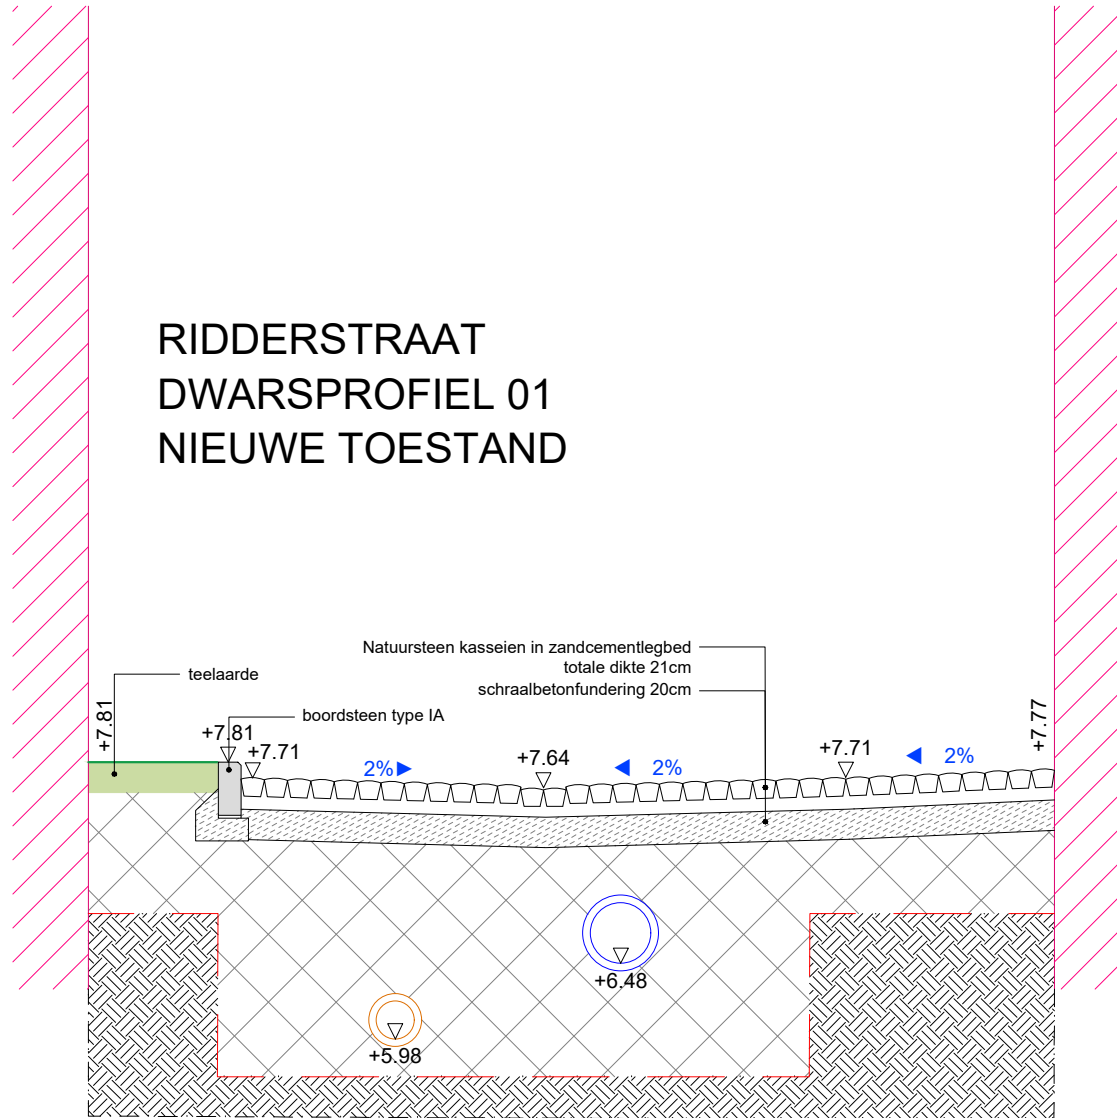 RIDDERSTRAAT
DWARSPROFIEL 01
NIEUWE TOESTAND
Natuursteen kasseien in zandcementlegbed
totale dikte 21cm
schraalbetonfundering 20cm
teelaarde
boordsteen type IA
+7.81
+7.81
+7.71
2%
+7.64
2%
+7.71
2%
+7.77
+6.48
+5.98